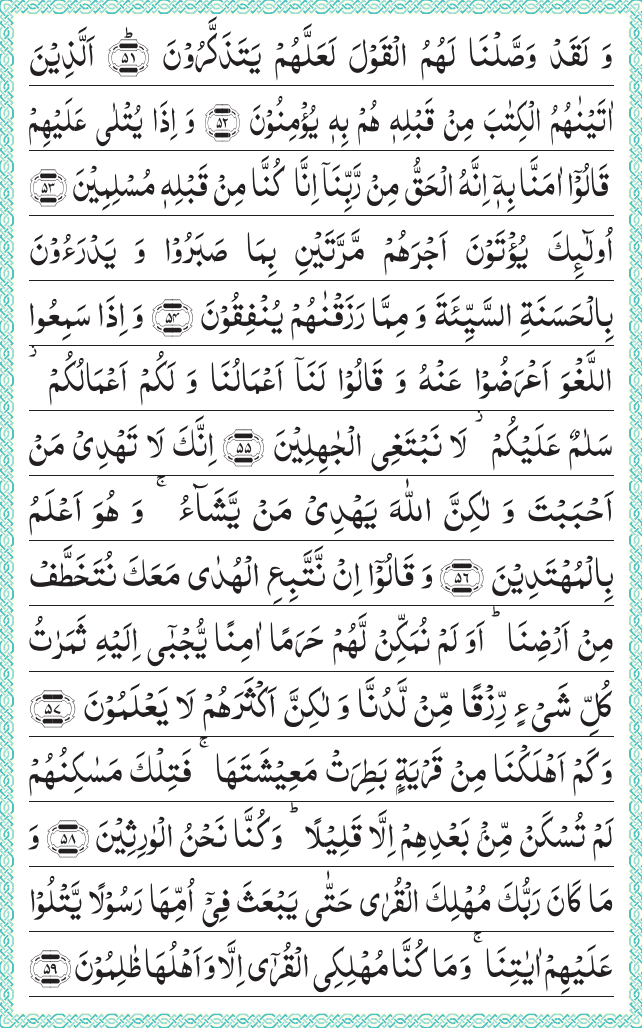 وَ لَقَدْ وَصَّلْنَا لَهُمُ الْقَوْلَ لَعَلَّهُمْ يَتَذَكَّرُوْنَ ؕ‏﴿۵۱﴾ اَلَّذِيْنَ
اٰتَيْنٰهُمُ الْكِتٰبَ مِنْ قَبْلِهٖ هُمْ بِهٖ يُؤْمِنُوْنَ ﴿۵۲﴾ وَ اِذَا يُتْلٰى عَلَيْهِمْ
قَالُوْۤا اٰمَنَّا بِهٖۤ اِنَّهُ الْحَقُّ مِنْ رَّبِّنَاۤ اِنَّا كُنَّا مِنْ قَبْلِهٖ مُسْلِمِيْنَ ﴿۵۳﴾
اُولٰٓئِكَ يُؤْتَوْنَ اَجْرَهُمْ مَّرَّتَيْنِ بِمَا صَبَرُوْا وَ يَدْرَءُوْنَ
بِالْحَسَنَةِ السَّيِّئَةَ وَ مِمَّا رَزَقْنٰهُمْ يُنْفِقُوْنَ ﴿۵۴﴾ وَ اِذَا سَمِعُوا
اللَّغْوَ اَعْرَضُوْا عَنْهُ وَ قَالُوْا لَنَاۤ اَعْمَالُنَا وَ لَكُمْ اَعْمَالُكُمْ ؗ
سَلٰمٌ عَلَيْكُمْ ؗ لَا نَبْتَغِى الْجٰهِلِيْنَ ﴿۵۵﴾ اِنَّكَ لَا تَهْدِىْ مَنْ
اَحْبَبْتَ وَ لٰكِنَّ اللّٰهَ يَهْدِىْ مَنْ يَّشَآءُ ۚ وَ هُوَ اَعْلَمُ
بِالْمُهْتَدِيْنَ ﴿۵۶﴾ وَ قَالُوْۤا اِنْ نَّتَّبِعِ الْهُدٰى مَعَكَ نُتَخَطَّفْ
مِنْ اَرْضِنَا ؕ اَوَ لَمْ نُمَكِّنْ لَّهُمْ حَرَمًا اٰمِنًا يُّجْبٰٓى اِلَيْهِ ثَمَرٰتُ
كُلِّ شَىْءٍ رِّزْقًا مِّنْ لَّدُنَّا وَ لٰكِنَّ اَكْثَرَهُمْ لَا يَعْلَمُوْنَ ﴿۵۷﴾
وَكَمْ اَهْلَكْنَا مِنْ قَرْيَةٍۭ بَطِرَتْ مَعِيْشَتَهَا ۚ فَتِلْكَ مَسٰكِنُهُمْ
لَمْ تُسْكَنْ مِّنْۢ بَعْدِهِمْ اِلَّا قَلِيْلًا ؕ وَكُنَّا نَحْنُ الْوٰرِثِيْنَ ﴿۵۸﴾ وَ
مَا كَانَ رَبُّكَ مُهْلِكَ الْقُرٰى حَتّٰى يَبْعَثَ فِىْۤ اُمِّهَا رَسُوْلًا يَّتْلُوْا
عَلَيْهِمْ اٰيٰتِنَا ۚ وَمَا كُنَّا مُهْلِكِى الْقُرٰٓى اِلَّا وَ اَهْلُهَا ظٰلِمُوْنَ ﴿۵۹﴾